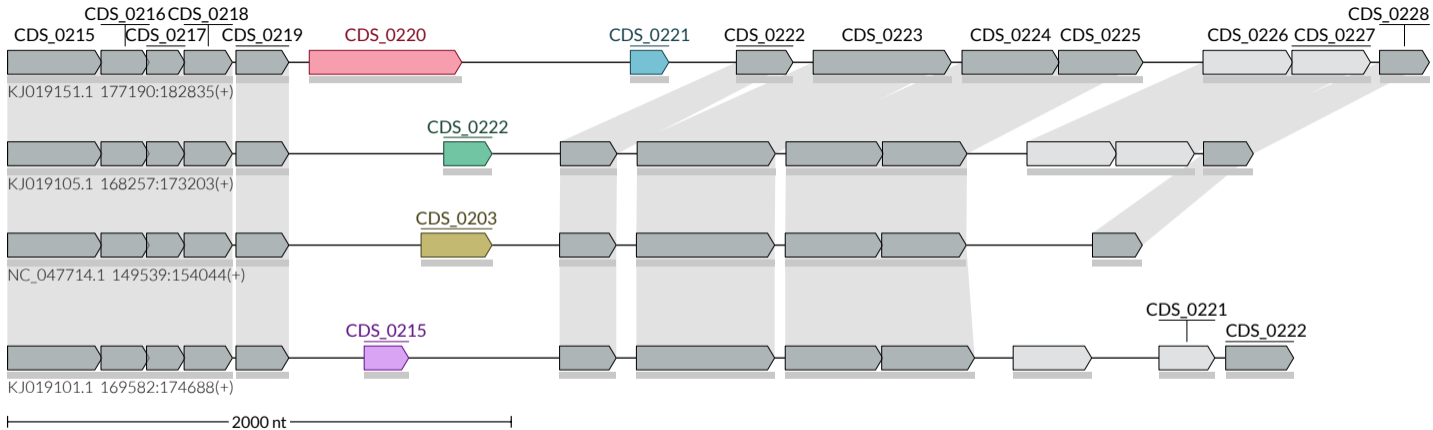 CDS_0216 CDS_0218 CDS_0228
CDS_0215 CDS_0217 CDS_0219 CDS_0220 CDS_0221 CDS_0222 CDS_0223 CDS_0224 CDS_0225 CDS_0226 CDS_0227
KJ019151.1 177190:182835(+)
CDS_0222
KJ019105.1 168257:173203(+)
CDS_0203
NC_047714.1 149539:154044(+)
CDS_0221
CDS_0215 CDS_0222
KJ019101.1 169582:174688(+)
2000 nt